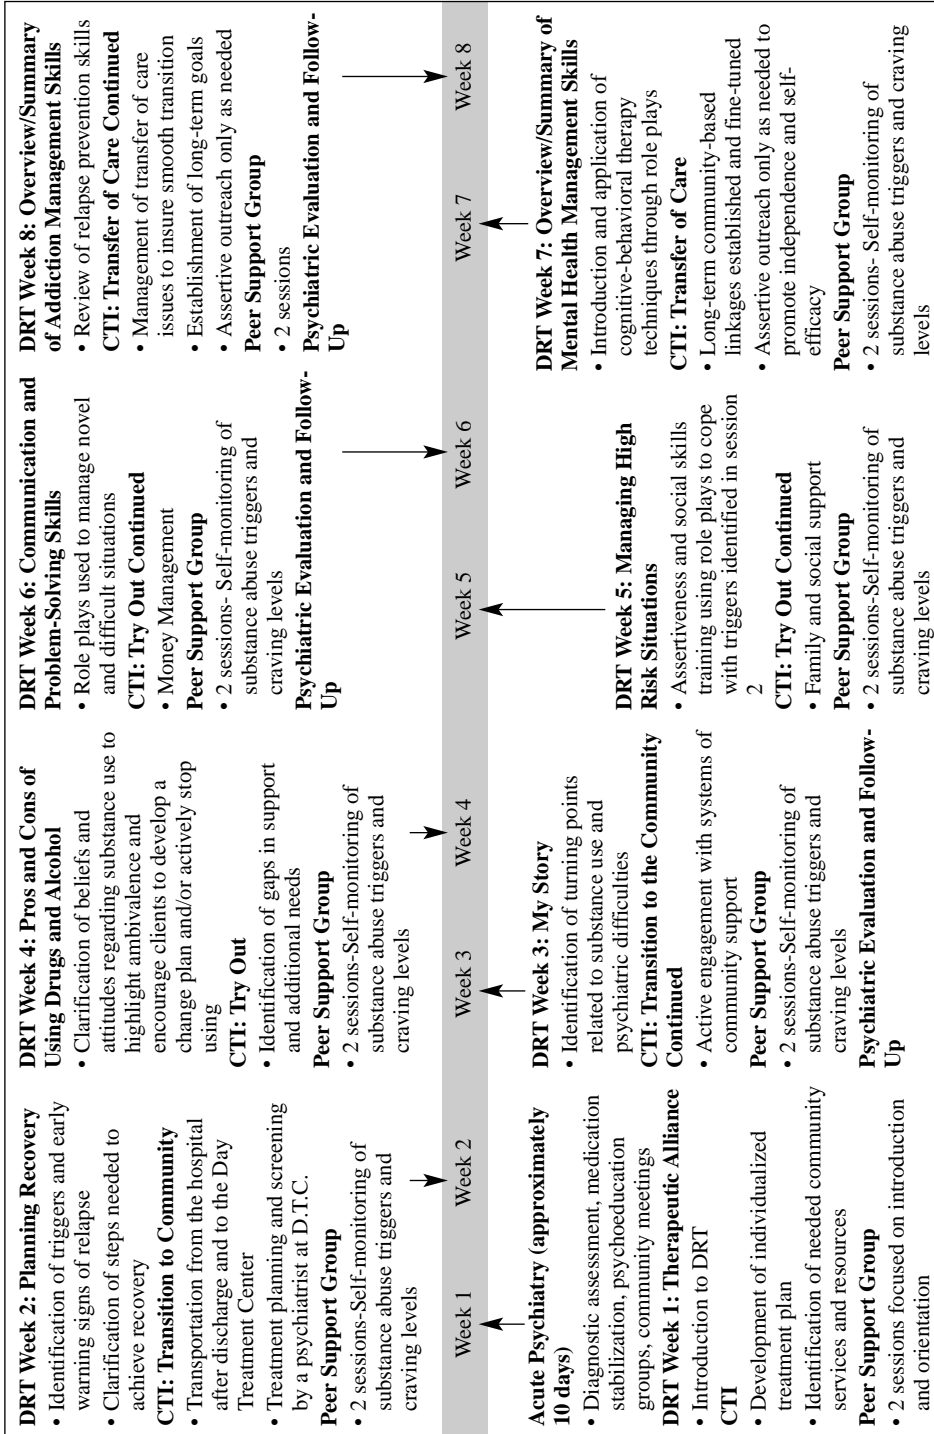 DRT Week 2: Planning Recovery
• Identification of triggers and early
warning signs of relapse
• Clarification of steps needed to
achieve recovery
CTI: Transition to Community
• Transportation from the hospital
after discharge and to the Day
Treatment Center
• Treatment planning and screening
by a psychiatrist at D.T.C.
Peer Support Group
• 2 sessions-Self-monitoring of
substance abuse triggers and
craving levels
DRT Week 4: Pros and Cons of
Using Drugs and Alcohol
• Clarification of beliefs and
attitudes regarding substance use to
highlight ambivalence and
encourage clients to develop a
change plan and/or actively stop
using
CTI: Try Out
• Identification of gaps in support
and additional needs
Peer Support Group
• 2 sessions-Self-monitoring of
substance abuse triggers and
craving levels
DRT Week 6: Communication and
Problem-Solving Skills
• Role plays used to manage novel
and difficult situations
CTI: Try Out Continued
• Money Management
Peer Support Group
• 2 sessions- Self-monitoring of
substance abuse triggers and
craving levels
Psychiatric Evaluation and Follow-
Up
DRT Week 8: Overview/Summary
of Addiction Management Skills
• Review of relapse prevention skills
CTI: Transfer of Care Continued
• Management of transfer of care
issues to insure smooth transition
• Establishment of long-term goals
• Assertive outreach only as needed
Peer Support Group
• 2 sessions
Psychiatric Evaluation and Follow-
Up
Week 1
Week 2
Week 3
Week 4
Week 5
Week 6
Week 7
Week 8
Acute Psychiatry (approximately
10 days)
• Diagnostic assessment, medication
stabilization, psychoeducation
groups, community meetings
DRT Week 1: Therapeutic Alliance
• Introduction to DRT
CTI
• Development of individualized
treatment plan
• Identification of needed community
services and resources
Peer Support Group
• 2 sessions focused on introduction
and orientation
DRT Week 3: My Story
• Identification of turning points
related to substance use and
psychiatric difficulties
CTI: Transition to the Community
Continued
• Active engagement with systems of
community support
Peer Support Group
• 2 sessions-Self-monitoring of
substance abuse triggers and
craving levels
Psychiatric Evaluation and Follow-
Up
DRT Week 5: Managing High
Risk Situations
• Assertiveness and social skills
training using role plays to cope
with triggers identified in session
2
CTI: Try Out Continued
• Family and social support
Peer Support Group
• 2 sessions-Self-monitoring of
substance abuse triggers and
craving levels
DRT Week 7: Overview/Summary of
Mental Health Management Skills
• Introduction and application of
cognitive-behavioral therapy
techniques through role plays
CTI: Transfer of Care
• Long-term community-based
linkages established and fine-tuned
• Assertive outreach only as needed to
promote independence and self-
efficacy
Peer Support Group
• 2 sessions- Self-monitoring of
substance abuse triggers and craving
levels